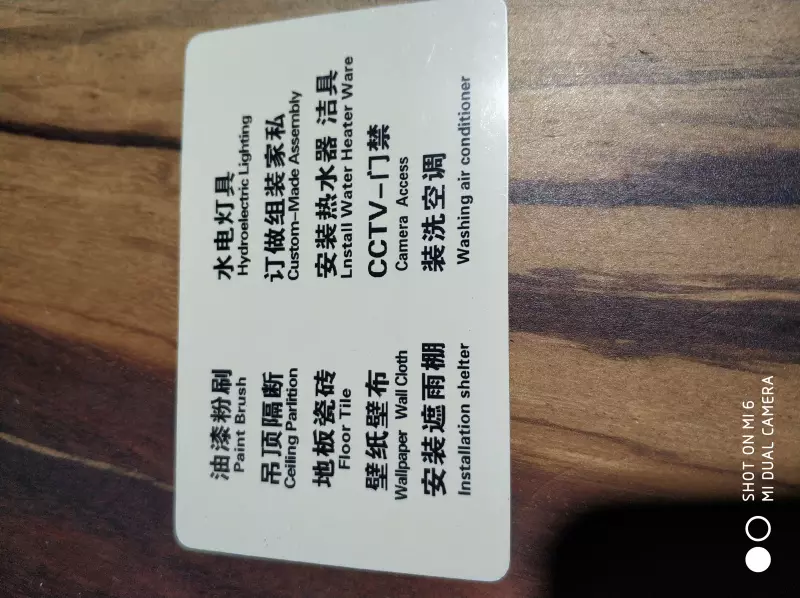 油漆粉刷
Paint Brush
吊顶隔断
Ceiling Parlition
地板瓷砖
Floor Tile
壁纸壁布
Wallpaper Wall Cloth
安装遮雨棚
Installation shelter
水电灯具
Hydroelectric Lighting
订做组装家私
Custom-Made Assembly
安装热水器 洁具
Lnstall Water Heater Ware
CCTV-门禁
Camera Access
装洗空调
Washing air conditioner
SHOT ON MI 6
MI DUAL CAMERA